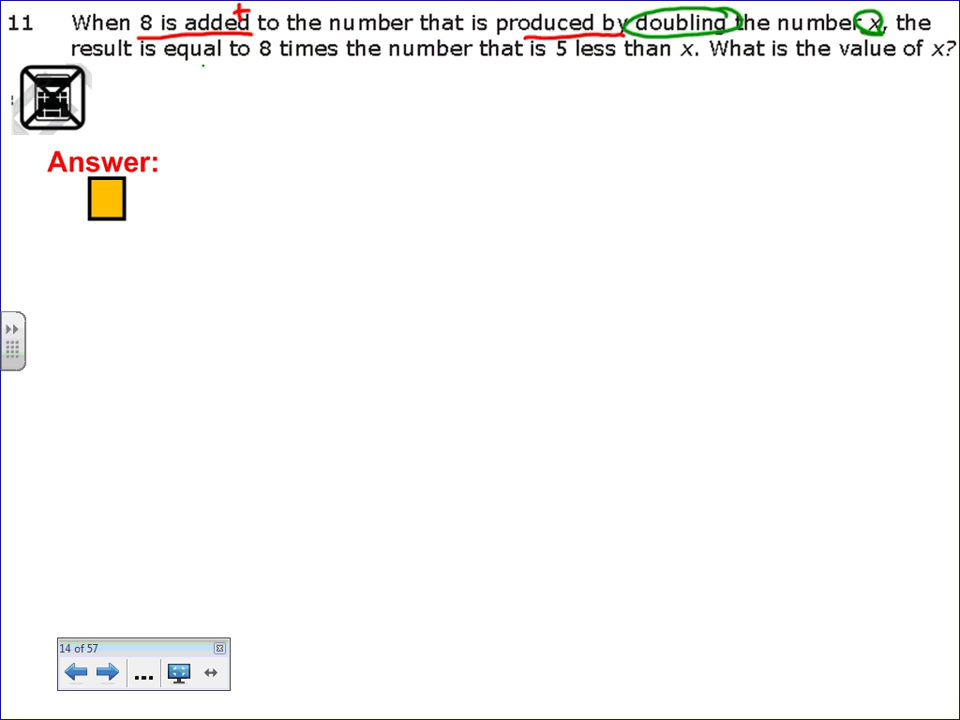 11 When 8 is added to the number that is produced by doubling the number x, the
+
result is equal to 8 times the number that is 5 less than x. What is the value of x?
Answer:
14 of 57
...